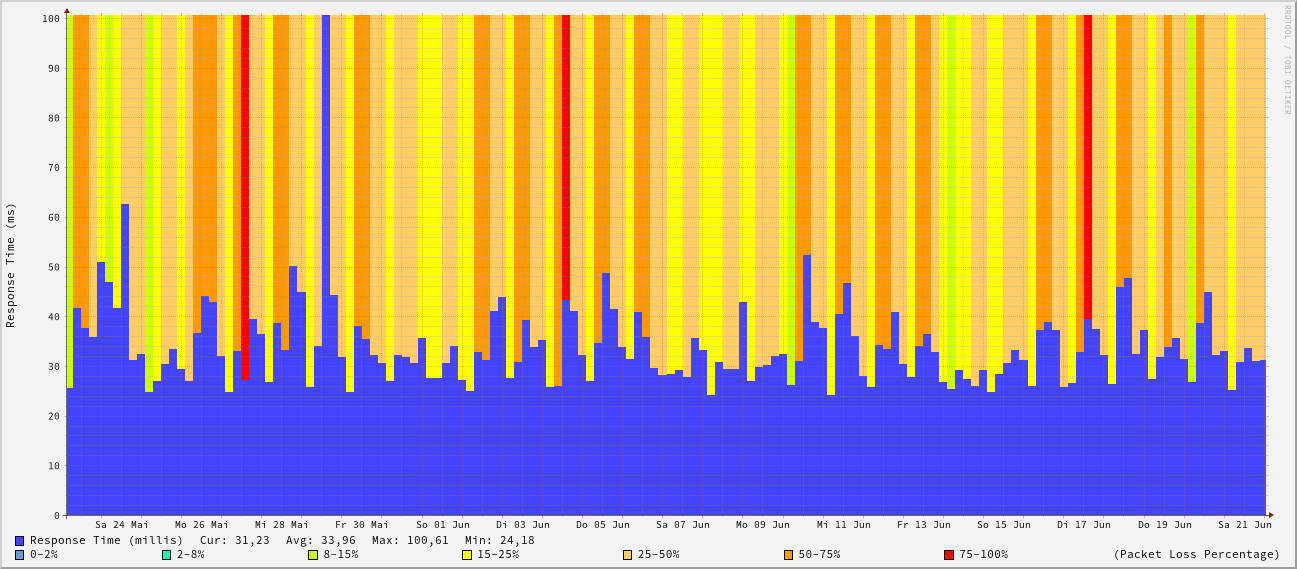 RRDTOOL / TOBI OETIKER
Response Time (ms)
100
90
80
70
60
50
40
30
20
10
0
Sa 24 Mai Mo 26 Mai Mi 28 Mai Fr 30 Mai So 01 Jun Di 03 Jun Do 05 Jun Sa 07 Jun Mo 09 Jun Mi 11 Jun Fr 13 Jun So 15 Jun Di 17 Jun Do 19 Jun Sa 21 Jun
Response Time (millis) Cur: 31,23 Avg: 33,96 Max: 100,61 Min: 24,18
0-2% 2-8% 8-15% 15-25% 25-50% 50-75% 75-100% (Packet Loss Percentage)